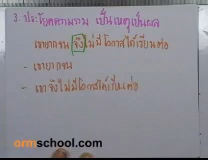 3 ประโยคความรวม เป็นเหตุเป็นผล
เขายากจน จึงไม่มีโอกาสได้เรียนต่อ
- เขายากจน
- เขาจึงไม่มีโอกาสได้เรียนต่อ
ormschool.com